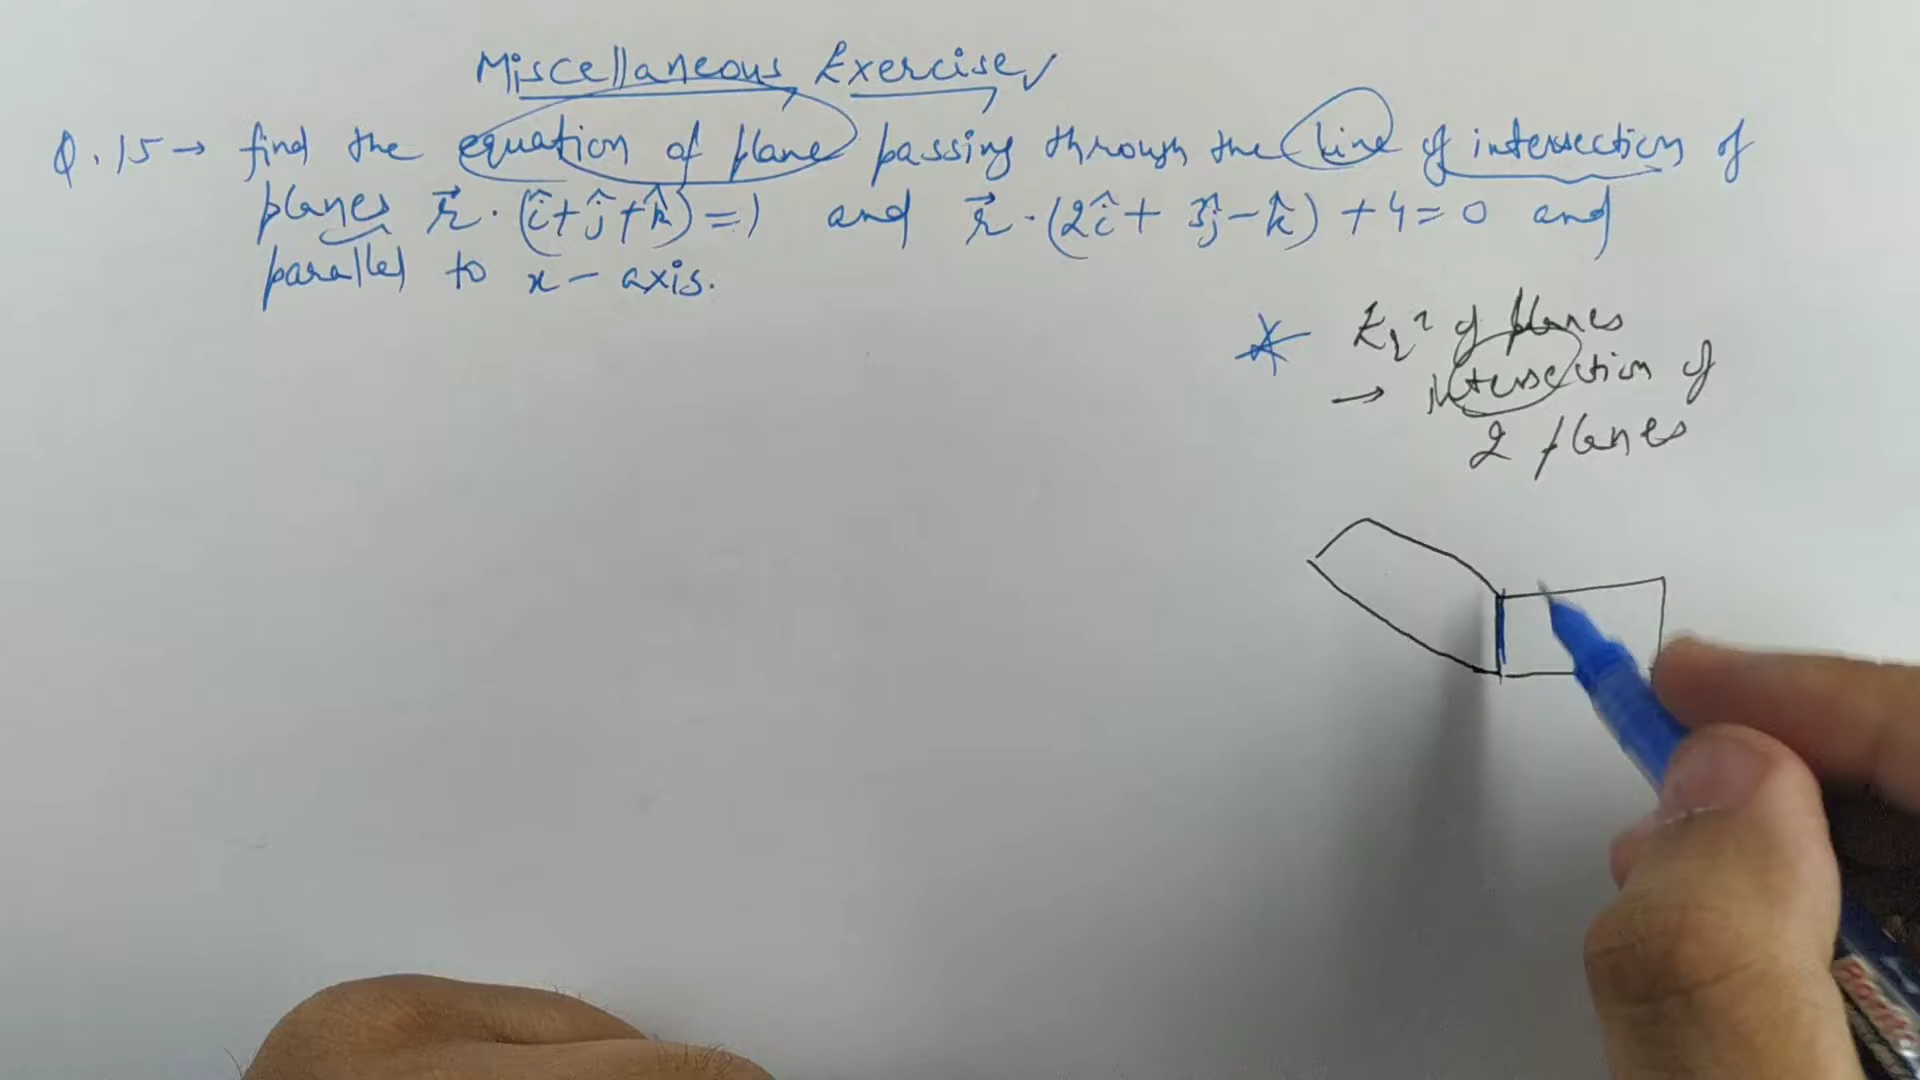 Miscellaneous Exercise
Q.15→ find the equation of plane passing through the line of intersection of
planes r⃗ · (î+ĵ+k̂)=1 and r⃗ · (2î+ 3ĵ-k̂) +4=0 and
parallel to x-axis.
Eqⁿ of planes
→ intersection of
2 planes